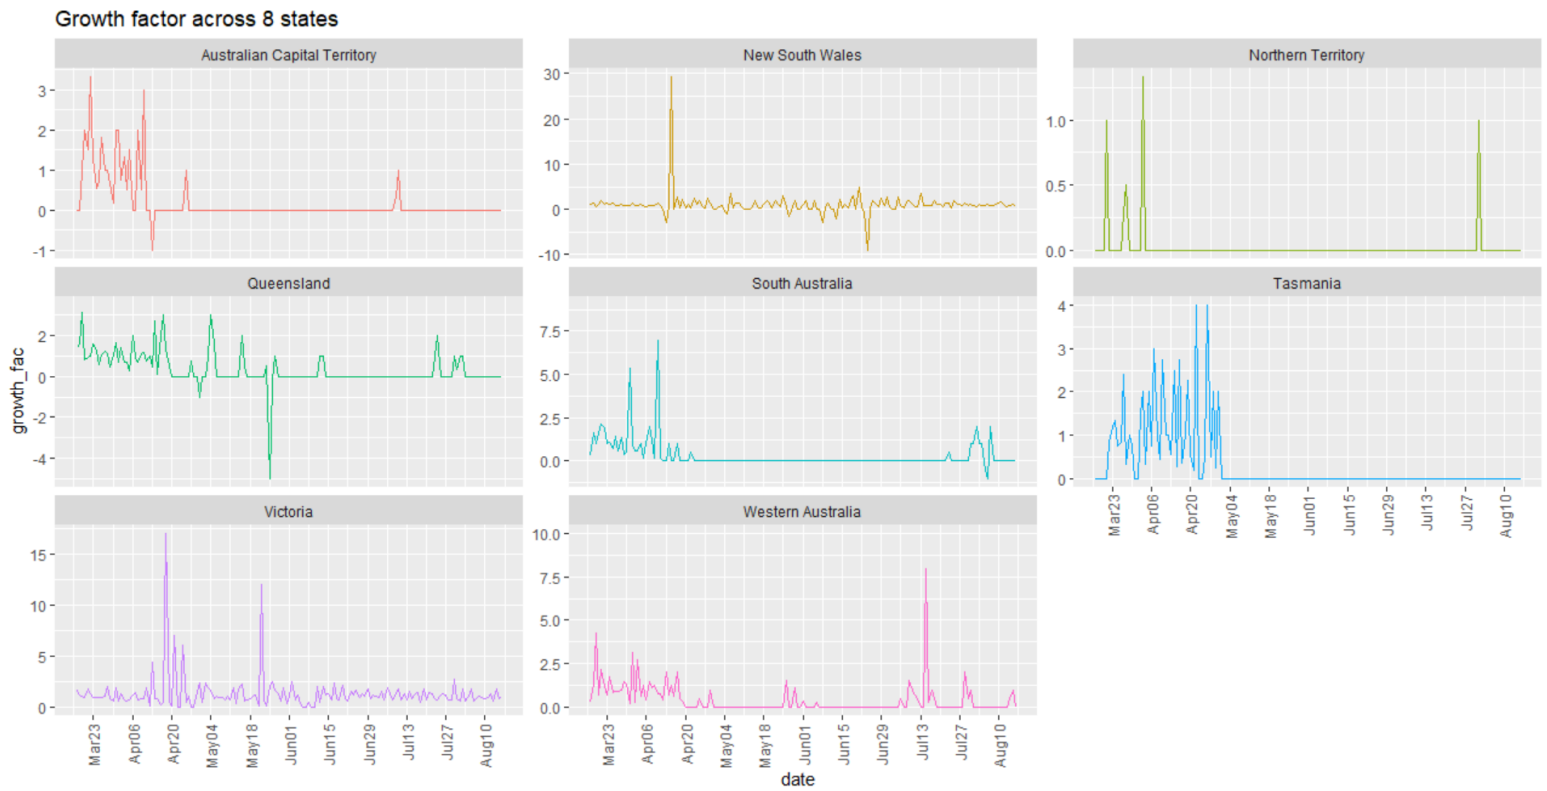 Growth factor across 8 states
Australian Capital Territory
New South Wales
Northern Territory
3
2
1
0
-1
30
20
10
0
-10
1.0
0.5
0.0
Queensland
South Australia
Tasmania
growth_fac
2
0
-2
-4
7.5
5.0
2.5
0.0
4
3
2
1
0
Mar23 Apr06 Apr20 May04 May18 Jun01 Jun15 Jun29 Jul13 Jul27 Aug10
Victoria
Western Australia
15
10
5
0
10.0
7.5
5.0
2.5
0.0
Mar23 Apr06 Apr20 May04 May18 Jun01 Jun15 Jun29 Jul13 Jul27 Aug10
Mar23 Apr06 Apr20 May04 May18 Jun01 Jun15 Jun29 Jul13 Jul27 Aug10
date